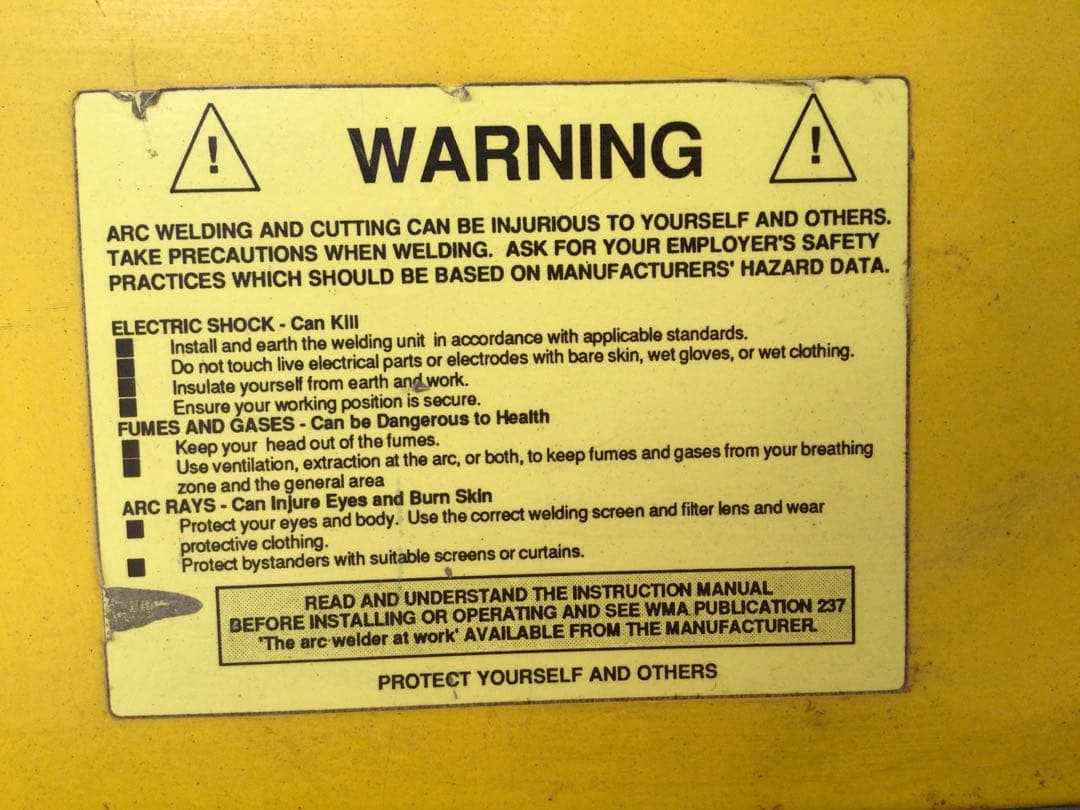 ! WARNING !
ARC WELDING AND CUTTING CAN BE INJURIOUS TO YOURSELF AND OTHERS.
TAKE PRECAUTIONS WHEN WELDING. ASK FOR YOUR EMPLOYER'S SAFETY
PRACTICES WHICH SHOULD BE BASED ON MANUFACTURERS' HAZARD DATA.
ELECTRIC SHOCK - Can Kill
■ Install and earth the welding unit in accordance with applicable standards.
■ Do not touch live electrical parts or electrodes with bare skin, wet gloves, or wet clothing.
■ Insulate yourself from earth and work.
■ Ensure your working position is secure.
FUMES AND GASES - Can be Dangerous to Health
■ Keep your head out of the fumes.
■ Use ventilation, extraction at the arc, or both, to keep fumes and gases from your breathing
zone and the general area
ARC RAYS - Can Injure Eyes and Burn Skin
■ Protect your eyes and body. Use the correct welding screen and filter lens and wear
protective clothing.
■ Protect bystanders with suitable screens or curtains.
READ AND UNDERSTAND THE INSTRUCTION MANUAL
BEFORE INSTALLING OR OPERATING AND SEE WMA PUBLICATION 237
'The arc welder at work' AVAILABLE FROM THE MANUFACTURER.
PROTECT YOURSELF AND OTHERS